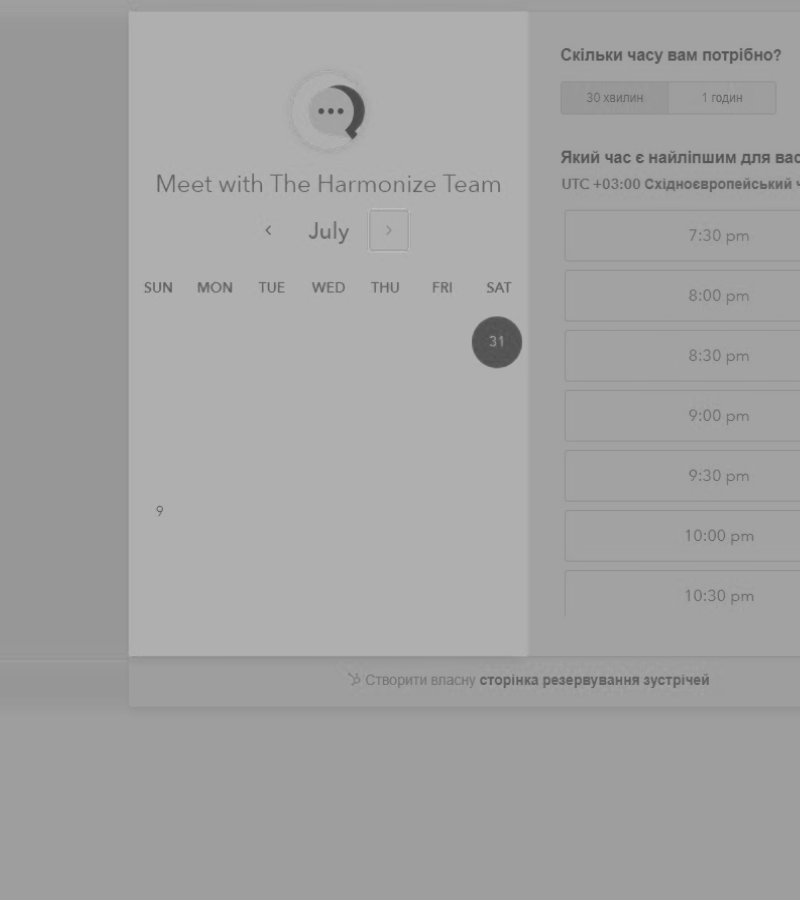 Meet with The Harmonize Team
July
SUN MON TUE WED THU FRI SAT
31
9
Скільки часу вам потрібно?
30 хвилин 1 годин
Який час є найліпшим для вас
UTC +03:00 Східноєвропейський ч
7:30 pm
8:00 pm
8:30 pm
9:00 pm
9:30 pm
10:00 pm
10:30 pm
Створити власну сторінка резервування зустрічей